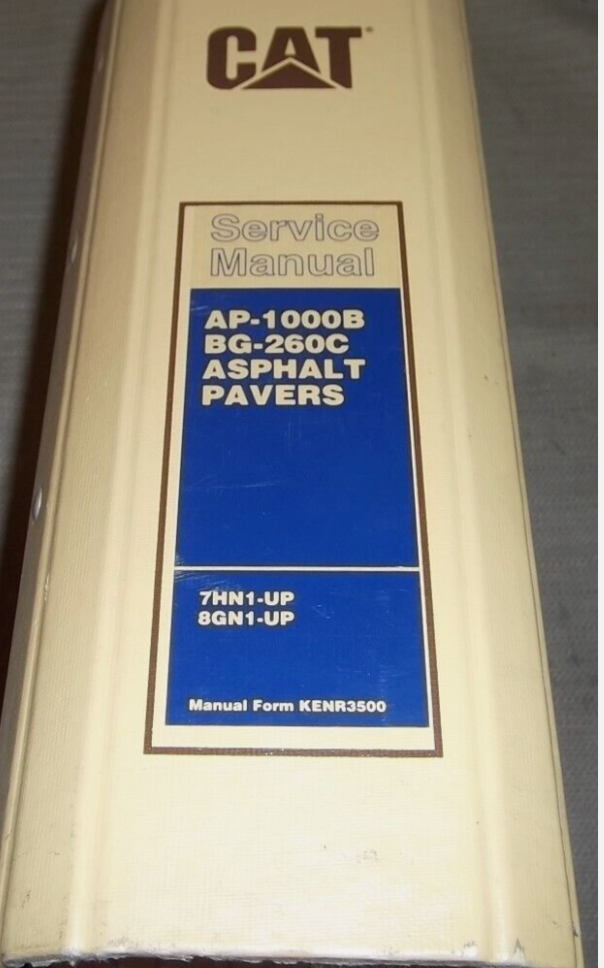 CAT
Service
Manual
AP-1000B
BG-260C
ASPHALT
PAVERS
7HN1-UP
8GN1-UP
Manual Form KENR3500